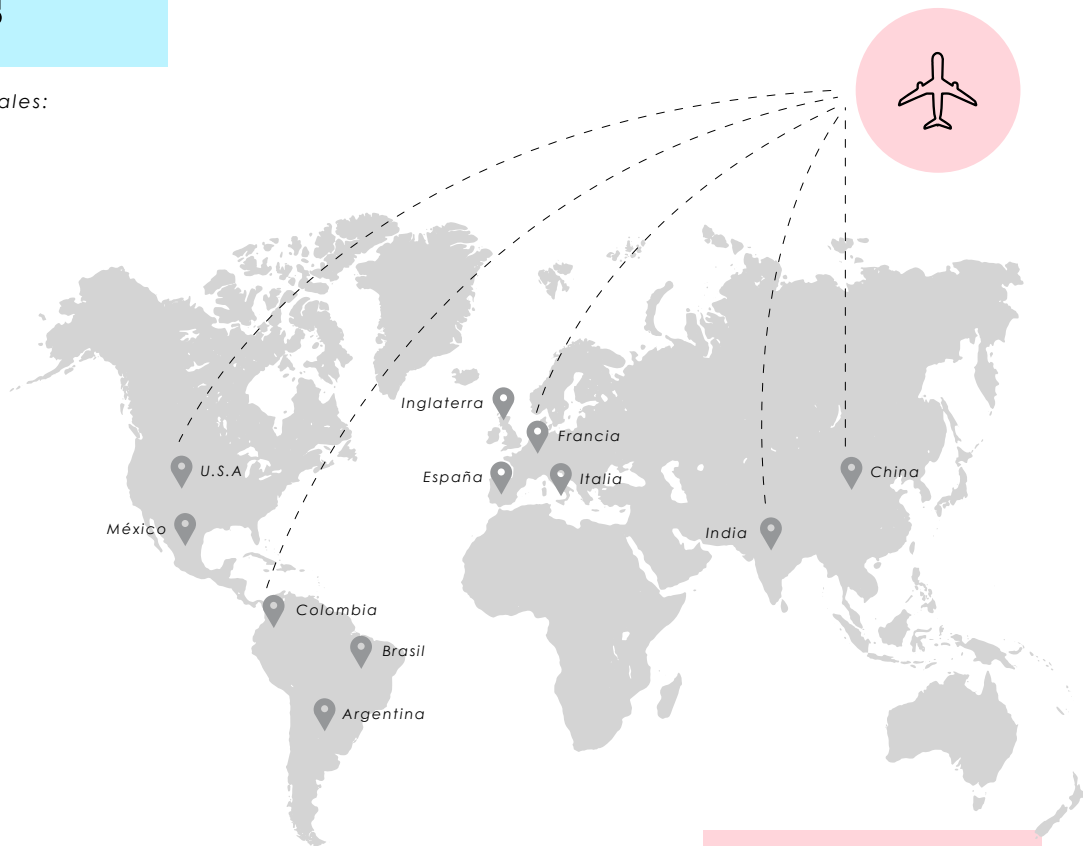 ales:
Inglaterra
Francia
U.S.A
España
Italia
China
México
India
Colombia
Brasil
Argentina